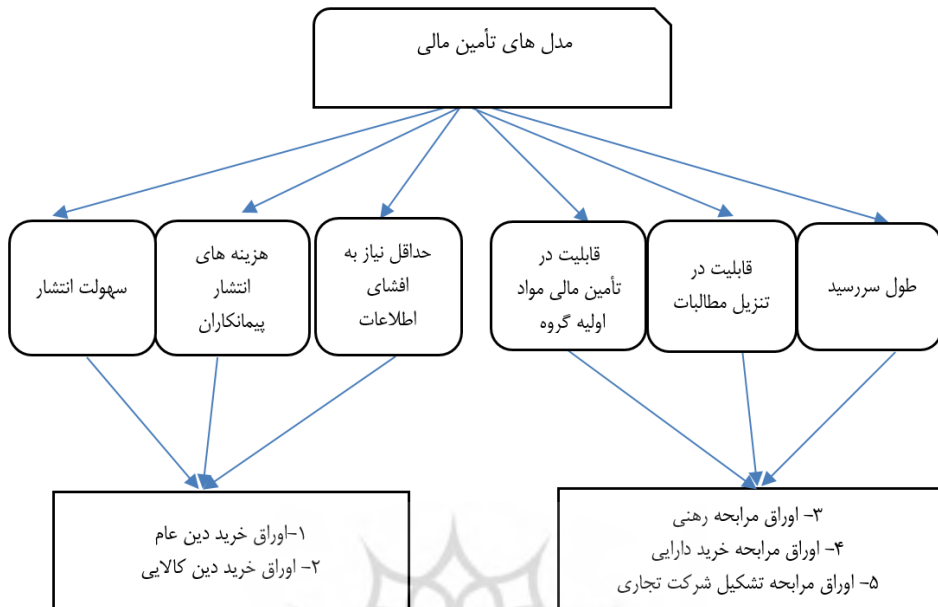 مدل های تأمین مالی
طول سررسید
قابلیت در
تنزیل مطالبات
قابلیت در
تأمین مالی مواد
اولیه گروه
حداقل نیاز به
افشای
اطلاعات
هزینه های
انتشار
پیمانکاران
سهولت انتشار
۳- اوراق مرابحه رهنی
۴- اوراق مرابحه خرید دارایی
۵- اوراق مرابحه تشکیل شرکت تجاری
۱-اوراق خرید دین عام
۲- اوراق خرید دین کالایی